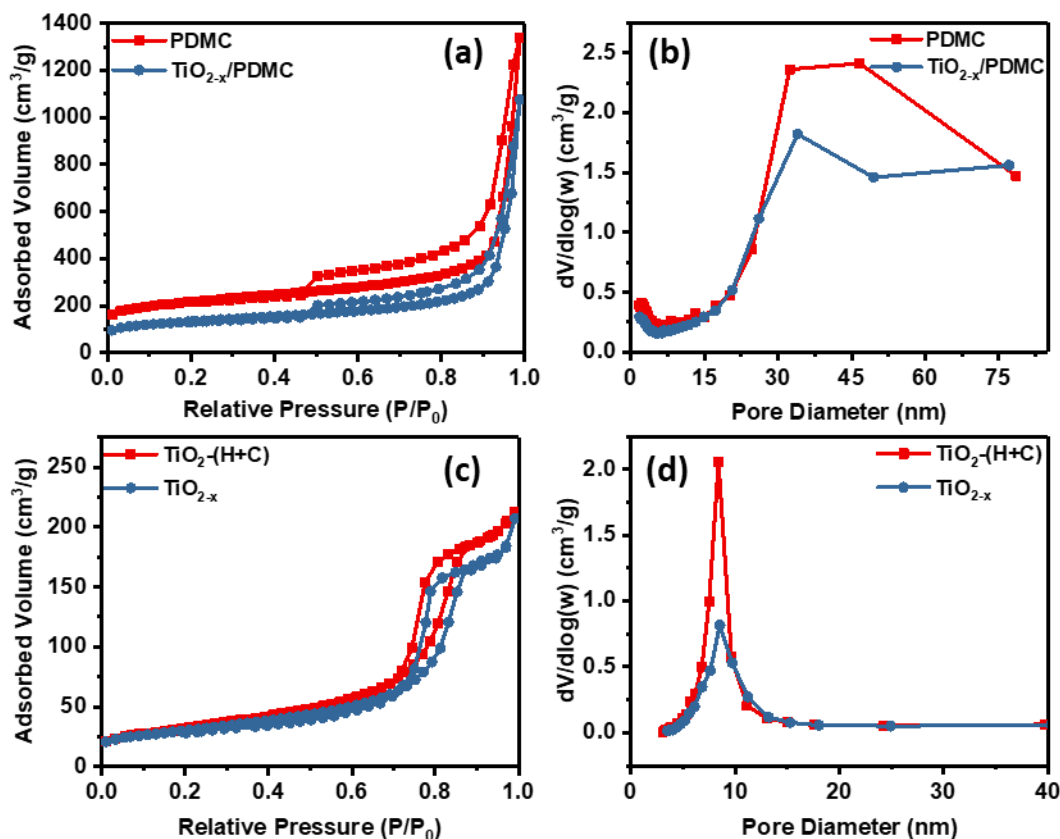 (a)
PDMC
TiO₂₋ₓ/PDMC
Adsorbed Volume (cm³/g)
1400
1200
1000
800
600
400
200
0
0.0 0.2 0.4 0.6 0.8 1.0
Relative Pressure (P/P₀)
(b)
PDMC
TiO₂₋ₓ/PDMC
dV/dlog(w) (cm³/g)
2.5
2.0
1.5
1.0
0.5
0.0
0 15 30 45 60 75
Pore Diameter (nm)
(c)
TiO₂-(H+C)
TiO₂₋ₓ
Adsorbed Volume (cm³/g)
250
200
150
100
50
0
0.0 0.2 0.4 0.6 0.8 1.0
Relative Pressure (P/P₀)
(d)
TiO₂-(H+C)
TiO₂₋ₓ
dV/dlog(w) (cm³/g)
2.0
1.5
1.0
0.5
0.0
0 10 20 30 40
Pore Diameter (nm)